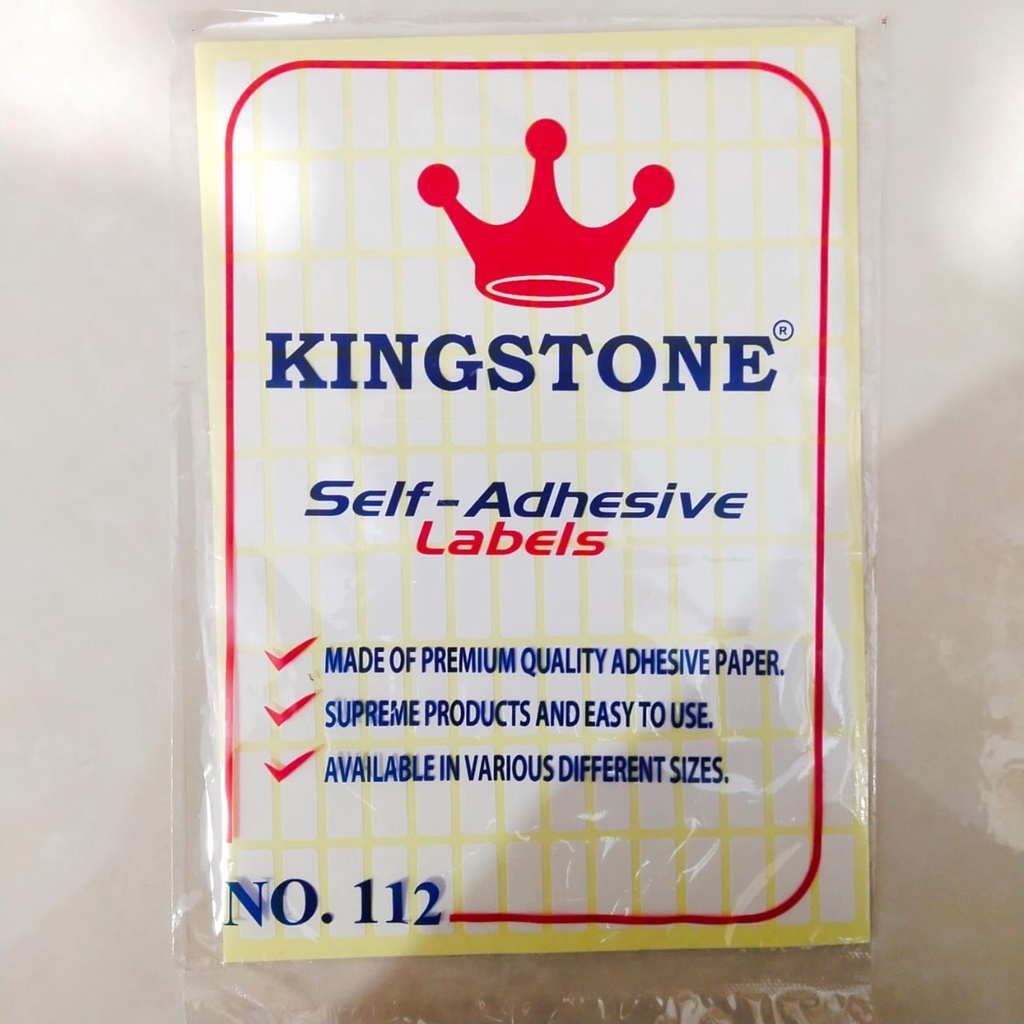 KINGSTONE®
Self-Adhesive
Labels
MADE OF PREMIUM QUALITY ADHESIVE PAPER.
SUPREME PRODUCTS AND EASY TO USE.
AVAILABLE IN VARIOUS DIFFERENT SIZES.
NO. 112